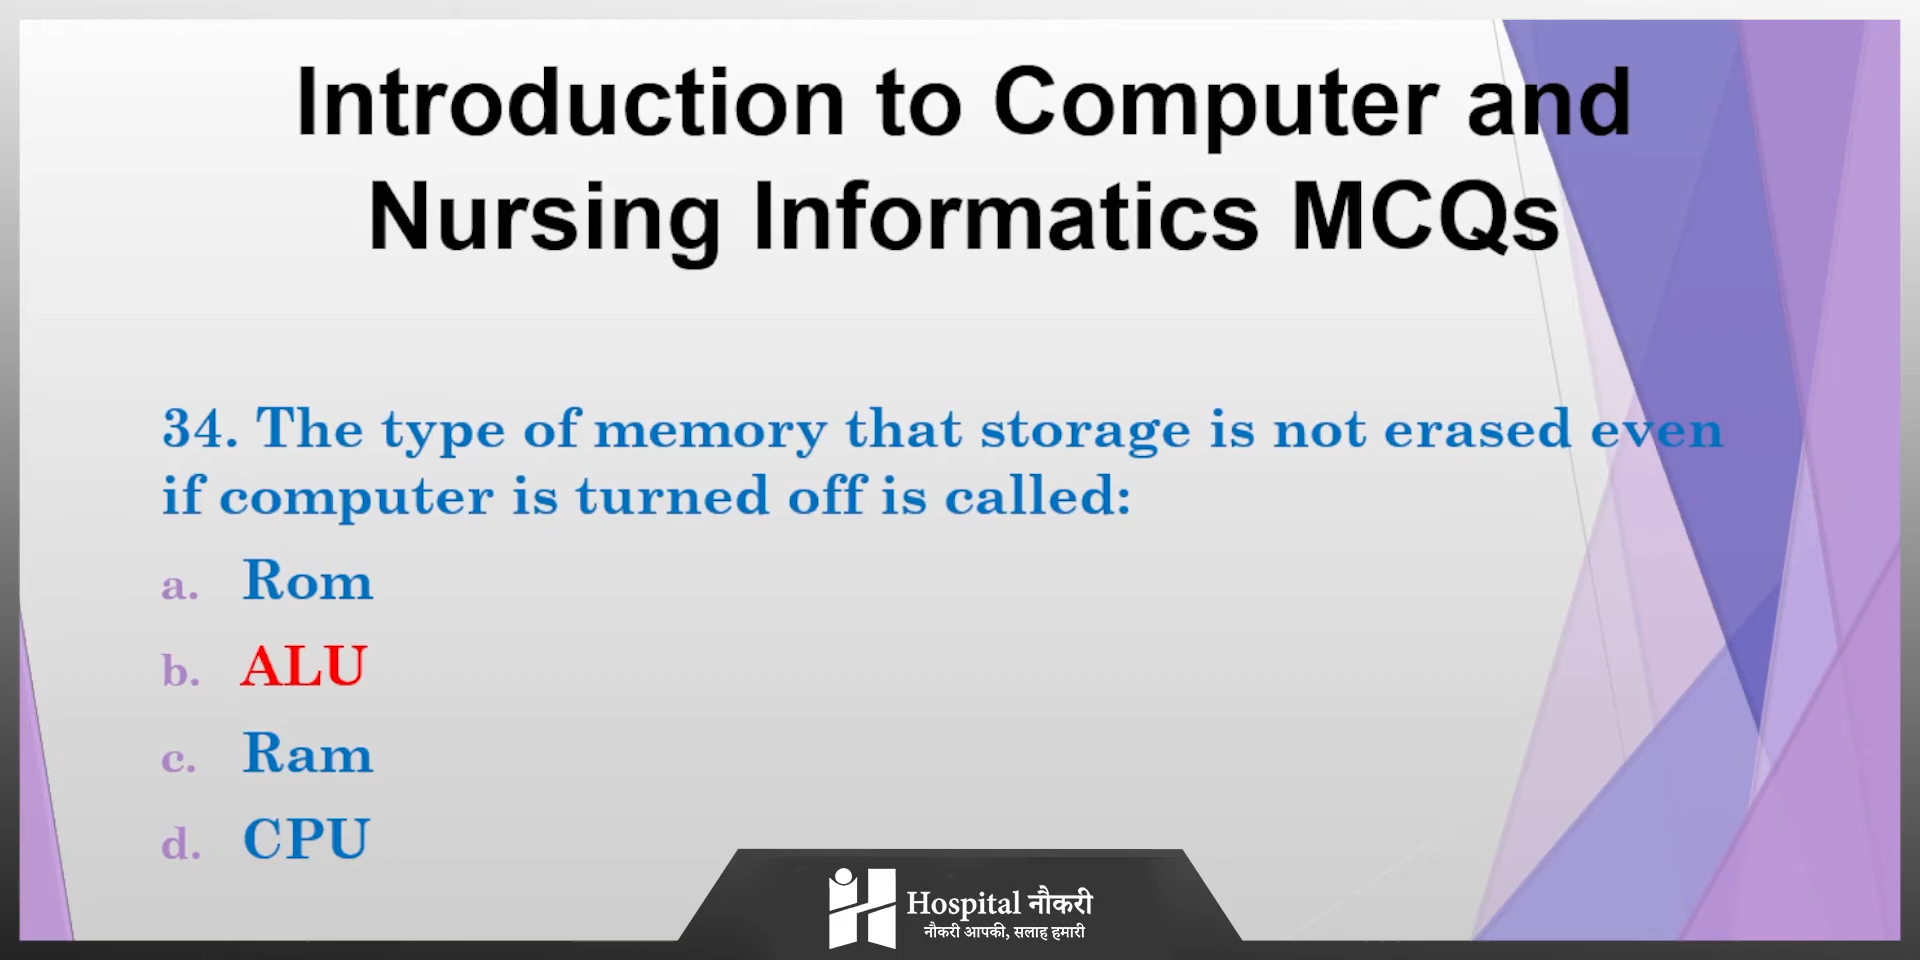 Introduction to Computer and
Nursing Informatics MCQs
34. The type of memory that storage is not erased even
if computer is turned off is called:
a. Rom
b. ALU
c. Ram
d. CPU
Hospital नौकरी
नौकरी आपकी, सलाह हमारी